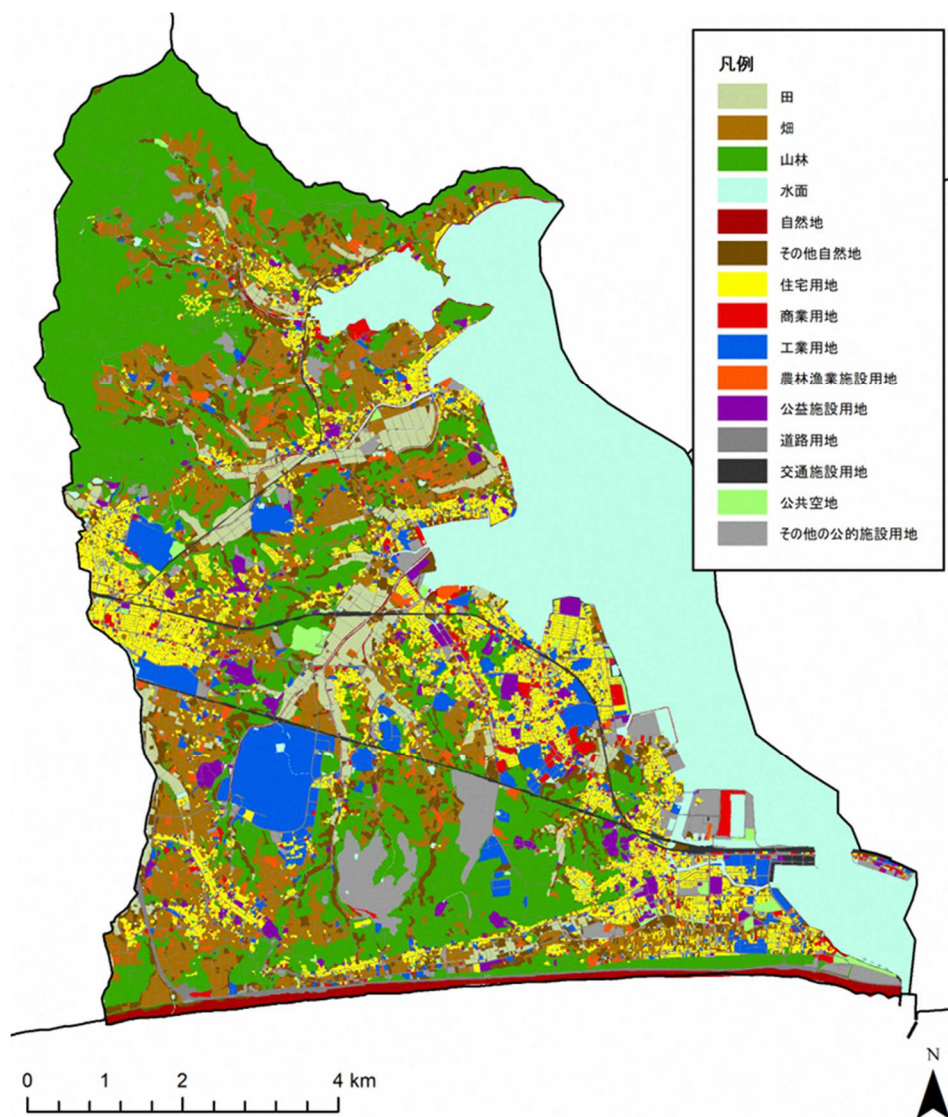 凡例
田
畑
山林
水面
自然地
その他自然地
住宅用地
商業用地
工業用地
農林漁業施設用地
公益施設用地
道路用地
交通施設用地
公共空地
その他の公的施設用地
0 1 2 4 km
N